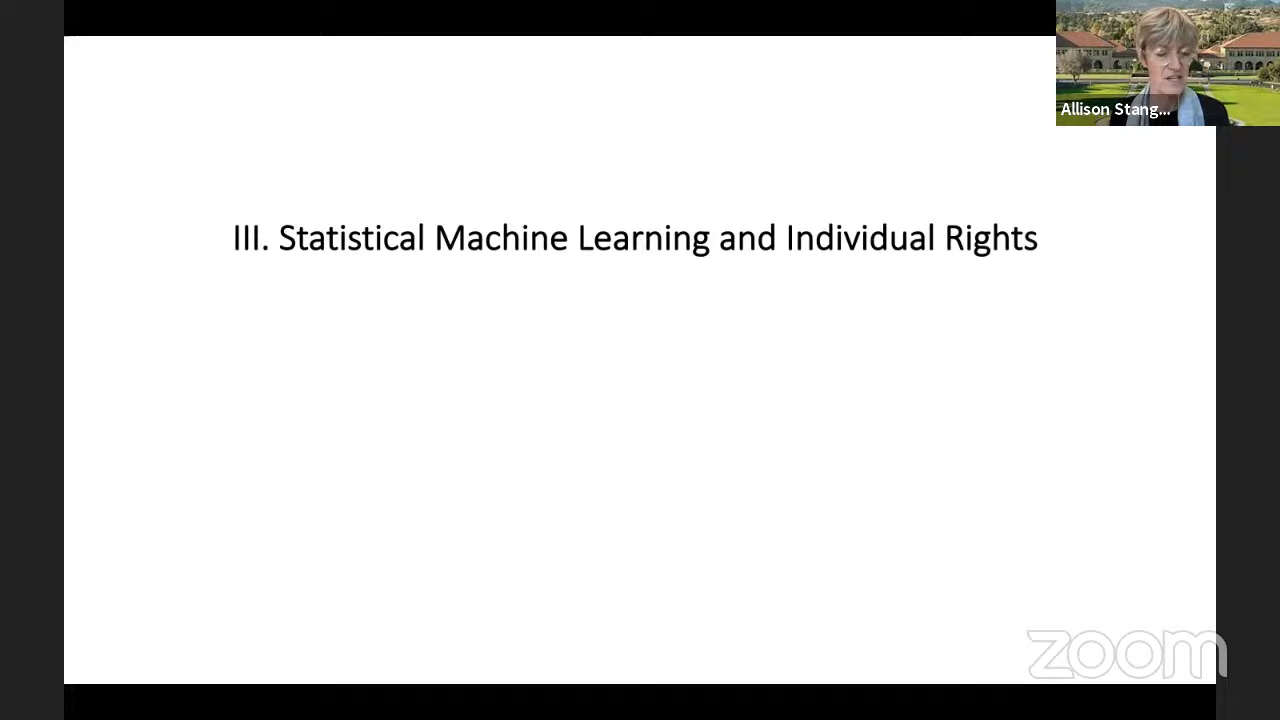 Allison Stang...
III. Statistical Machine Learning and Individual Rights
zoom